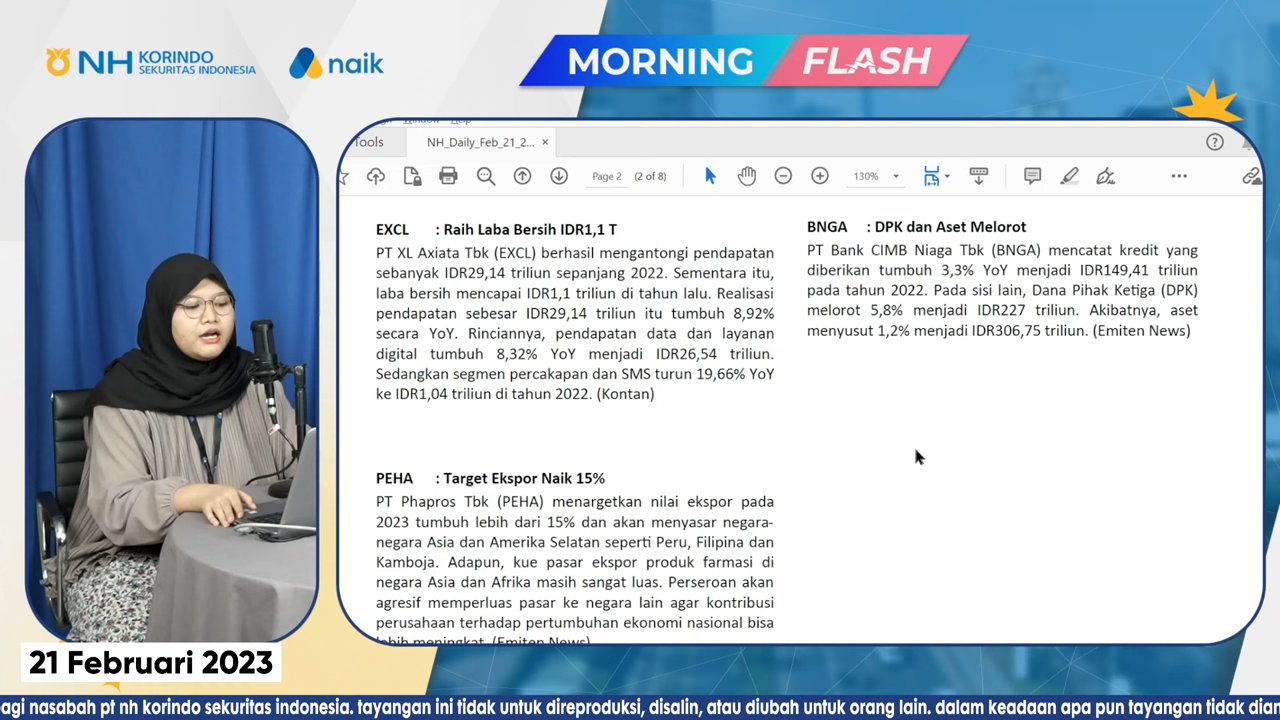 NH KORINDO
SEKURITAS INDONESIA
naik
MORNING FLASH
Window Help
Tools
NH_Daily_Feb_21_2... ×
Page 2 (2 of 8)
130%
EXCL : Raih Laba Bersih IDR1,1 T
PT XL Axiata Tbk (EXCL) berhasil mengantongi pendapatan
sebanyak IDR29,14 triliun sepanjang 2022. Sementara itu,
laba bersih mencapai IDR1,1 triliun di tahun lalu. Realisasi
pendapatan sebesar IDR29,14 triliun itu tumbuh 8,92%
secara YoY. Rinciannya, pendapatan data dan layanan
digital tumbuh 8,32% YoY menjadi IDR26,54 triliun.
Sedangkan segmen percakapan dan SMS turun 19,66% YoY
ke IDR1,04 triliun di tahun 2022. (Kontan)
PEHA : Target Ekspor Naik 15%
PT Phapros Tbk (PEHA) menargetkan nilai ekspor pada
2023 tumbuh lebih dari 15% dan akan menyasar negara-
negara Asia dan Amerika Selatan seperti Peru, Filipina dan
Kamboja. Adapun, kue pasar ekspor produk farmasi di
negara Asia dan Afrika masih sangat luas. Perseroan akan
agresif memperluas pasar ke negara lain agar kontribusi
perusahaan terhadap pertumbuhan ekonomi nasional bisa
lebih meningkat. (Emiten News)
BNGA : DPK dan Aset Melorot
PT Bank CIMB Niaga Tbk (BNGA) mencatat kredit yang
diberikan tumbuh 3,3% YoY menjadi IDR149,41 triliun
pada tahun 2022. Pada sisi lain, Dana Pihak Ketiga (DPK)
melorot 5,8% menjadi IDR227 triliun. Akibatnya, aset
menyusut 1,2% menjadi IDR306,75 triliun. (Emiten News)
21 Februari 2023
agi nasabah pt nh korindo sekuritas indonesia. tayangan ini tidak untuk direproduksi, disalin, atau diubah untuk orang lain. dalam keadaan apa pun tayangan tidak dian